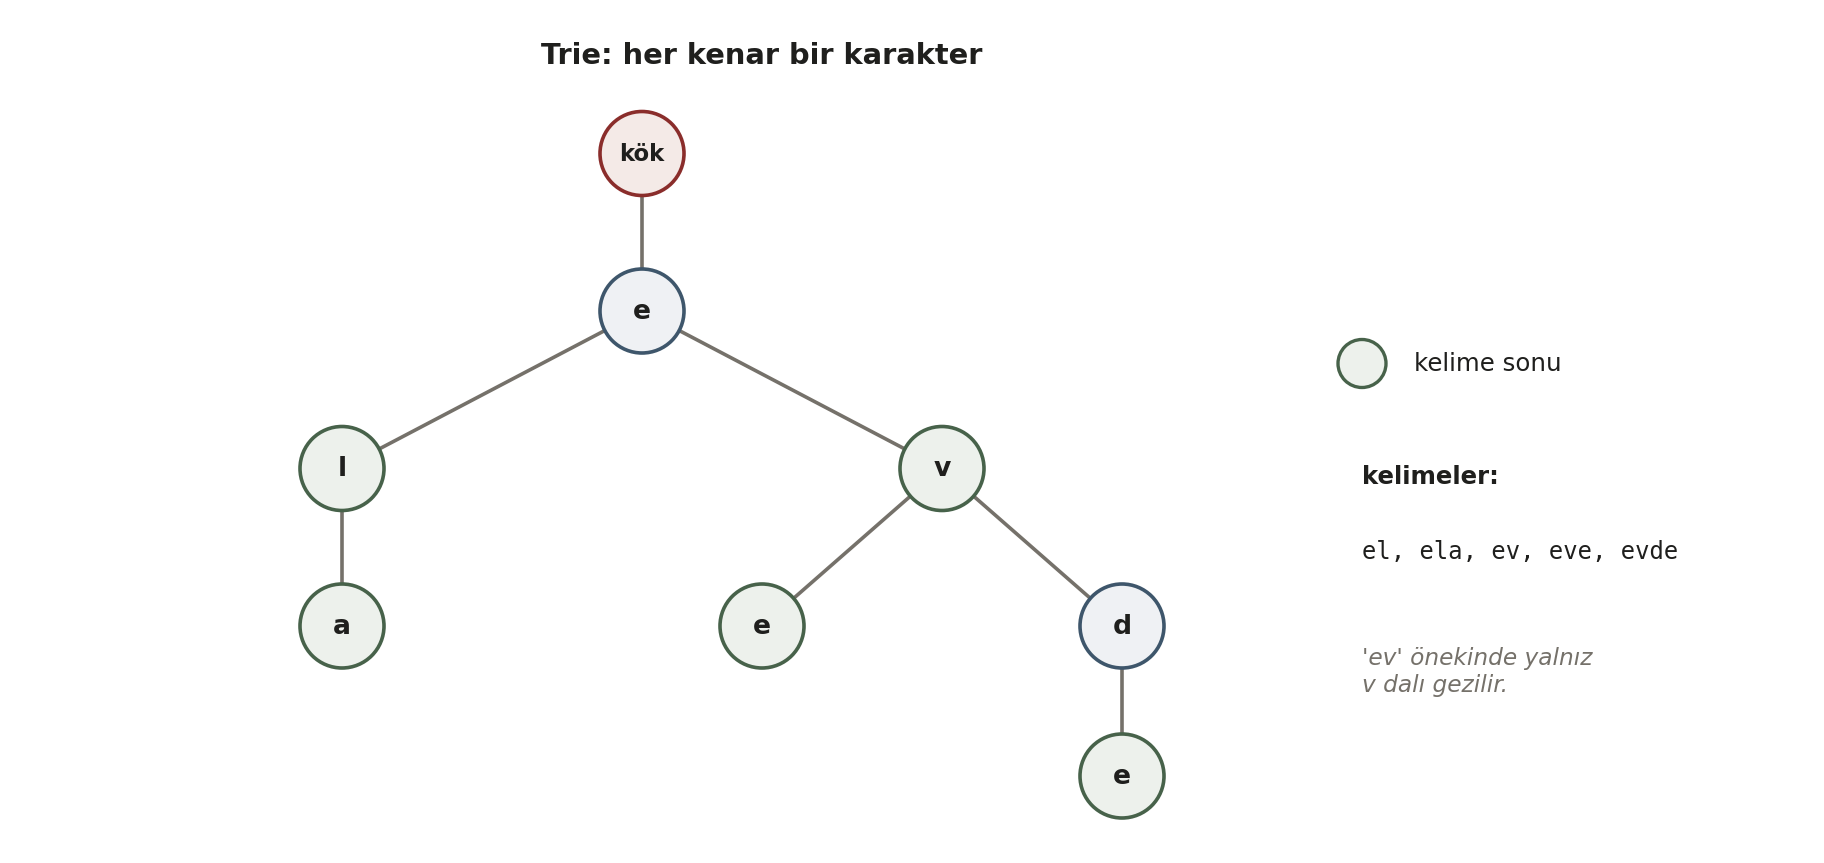 Trie: her kenar bir karakter
kök
e
l
v
a
e
d
e
kelime sonu
kelimeler:
el, ela, ev, eve, evde
'ev' önekinde yalnız
v dalı gezilir.